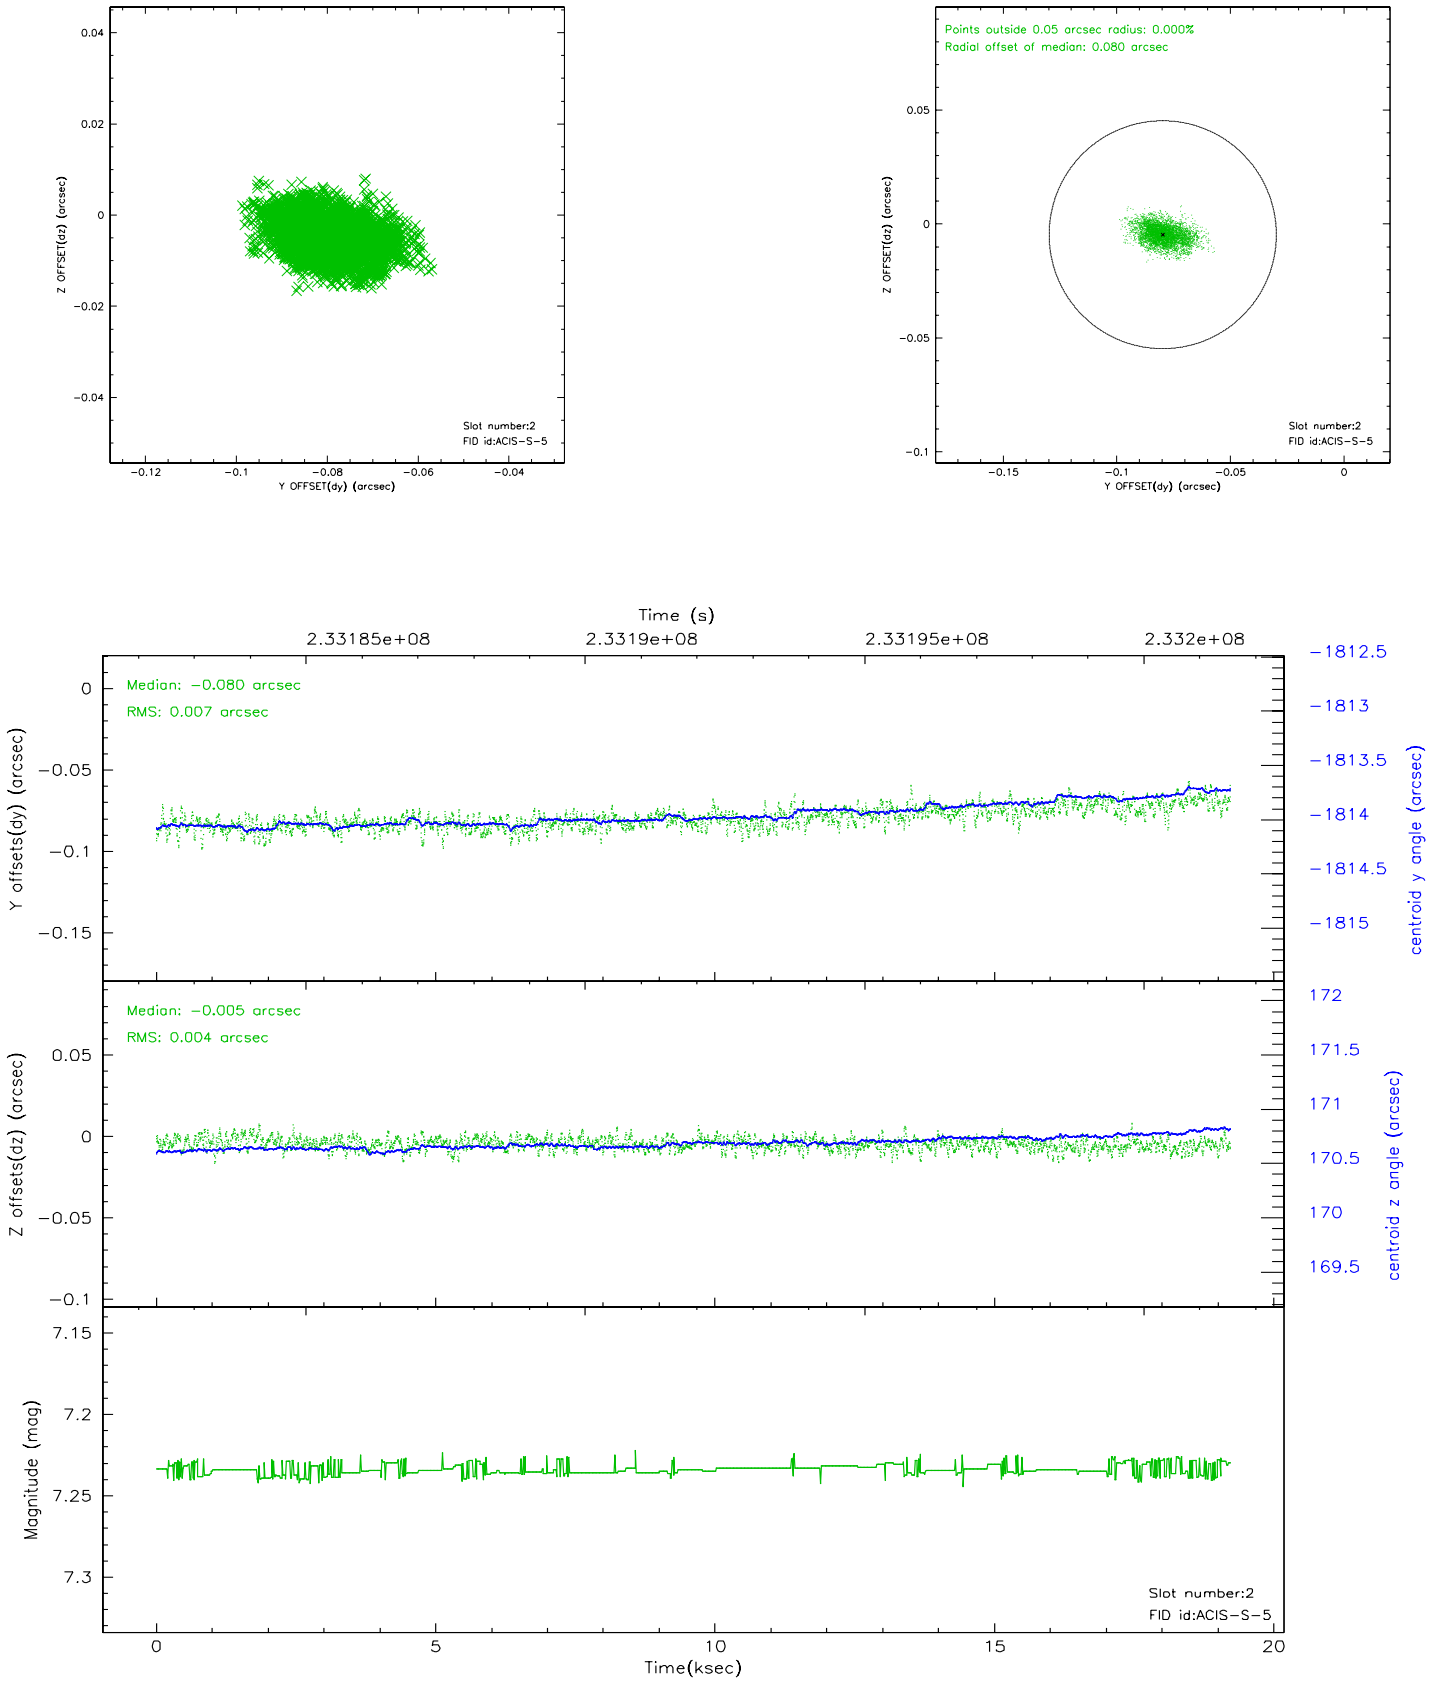 0.04
0.02
0
-0.02
-0.04
Z OFFSET(dz) (arcsec)
Slot number:2
FID id:ACIS-S-5
-0.12
-0.1
-0.08
-0.06
-0.04
Y OFFSET(dy) (arcsec)
Points outside 0.05 arcsec radius: 0.000%
Radial offset of median: 0.080 arcsec
0.05
0
-0.05
-0.1
Z OFFSET(dz) (arcsec)
Slot number:2
FID id:ACIS-S-5
-0.15
-0.1
-0.05
0
Y OFFSET(dy) (arcsec)
Time (s)
2.33185e+08
2.3319e+08
2.33195e+08
2.332e+08
Median: -0.080 arcsec
RMS: 0.007 arcsec
0
-0.05
-0.1
-0.15
Y offsets(dy) (arcsec)
-1812.5
-1813
-1813.5
-1814
-1814.5
-1815
centroid y angle (arcsec)
Median: -0.005 arcsec
RMS: 0.004 arcsec
0.05
0
-0.05
-0.1
Z offsets(dz) (arcsec)
172
171.5
171
170.5
170
169.5
centroid z angle (arcsec)
7.15
7.2
7.25
7.3
Magnitude (mag)
Slot number:2
FID id:ACIS-S-5
0
5
10
15
20
Time(ksec)